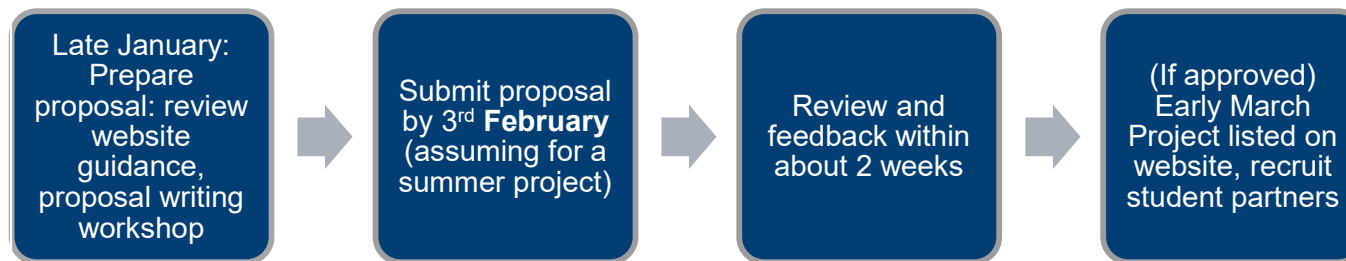 Late January:
Prepare
proposal: review
website
guidance,
proposal writing
workshop
Submit proposal
by 3rd February
(assuming for a
summer project)
Review and
feedback within
about 2 weeks
(If approved)
Early March
Project listed on
website, recruit
student partners